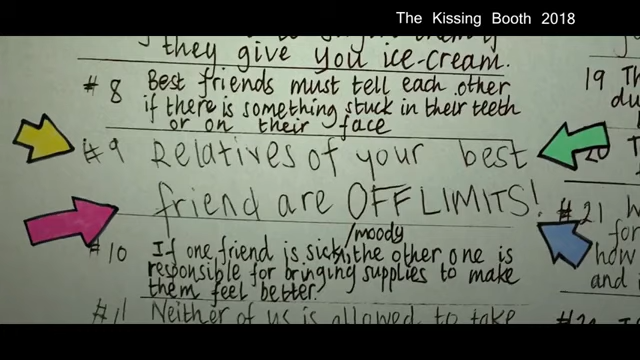 The Kissing Booth 2018
they give you ice-cream.
#8 Best friends must tell each other
if there is something stuck in their teeth
or on their face
#9 Relatives of your best
friend are OFF LIMITS!
/moody
#10 If one friend is sick, the other one is
responsible for bringing supplies to make
them feel better.
#11 Neither of us is allowed to take
19 Th
du
20 T
#21
for
how
and i